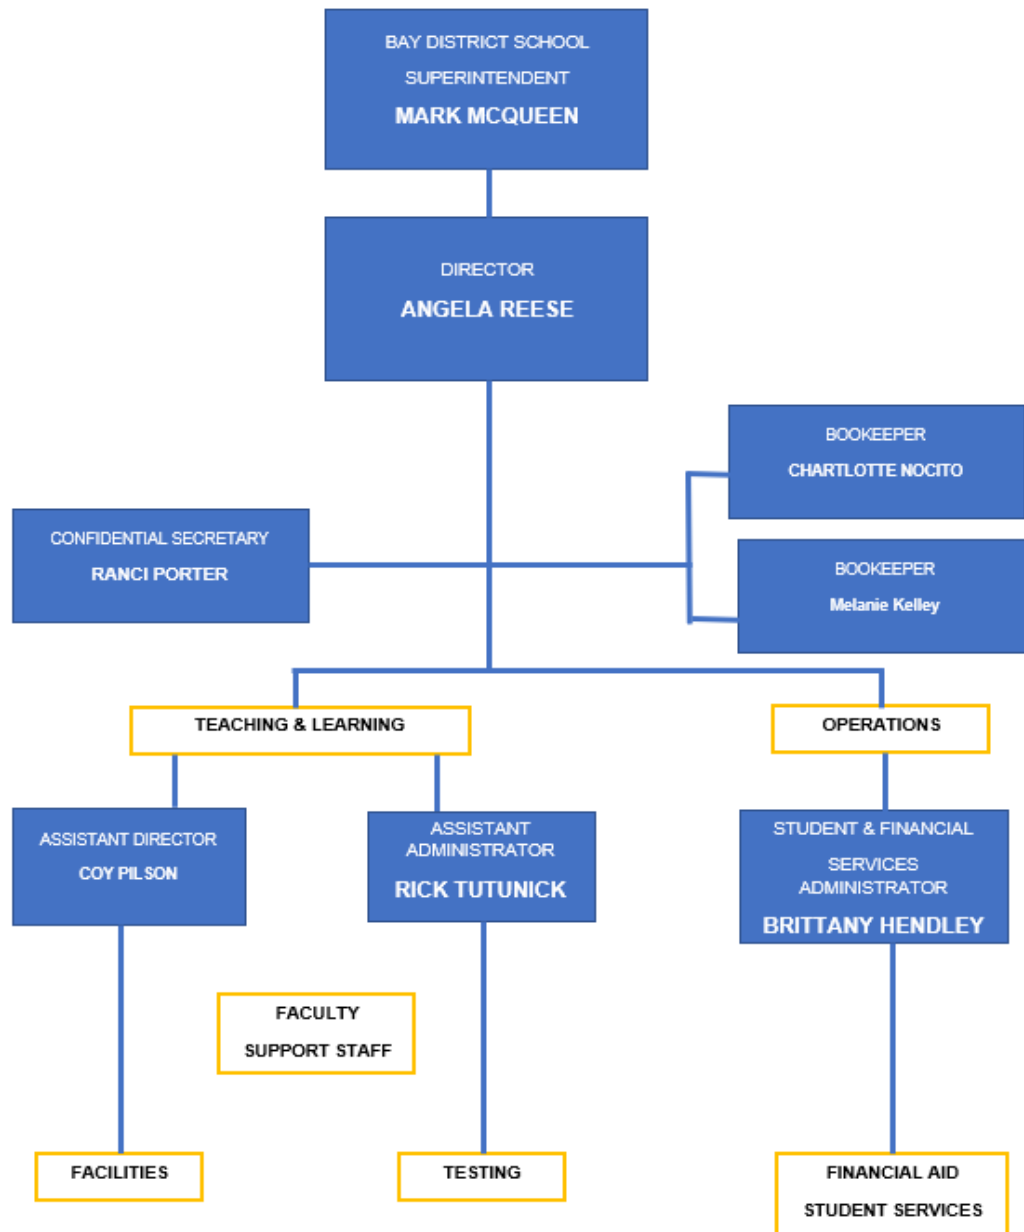 BAY DISTRICT SCHOOL
SUPERINTENDENT
MARK MCQUEEN
DIRECTOR
ANGELA REESE
BOOKEEPER
CHARTLOTTE NOCITO
CONFIDENTIAL SECRETARY
RANCI PORTER
BOOKEEPER
Melanie Kelley
TEACHING & LEARNING
OPERATIONS
ASSISTANT DIRECTOR
COY PILSON
ASSISTANT
ADMINISTRATOR
RICK TUTUNICK
STUDENT & FINANCIAL
SERVICES
ADMINISTRATOR
BRITTANY HENDLEY
FACULTY
SUPPORT STAFF
FACILITIES
TESTING
FINANCIAL AID
STUDENT SERVICES